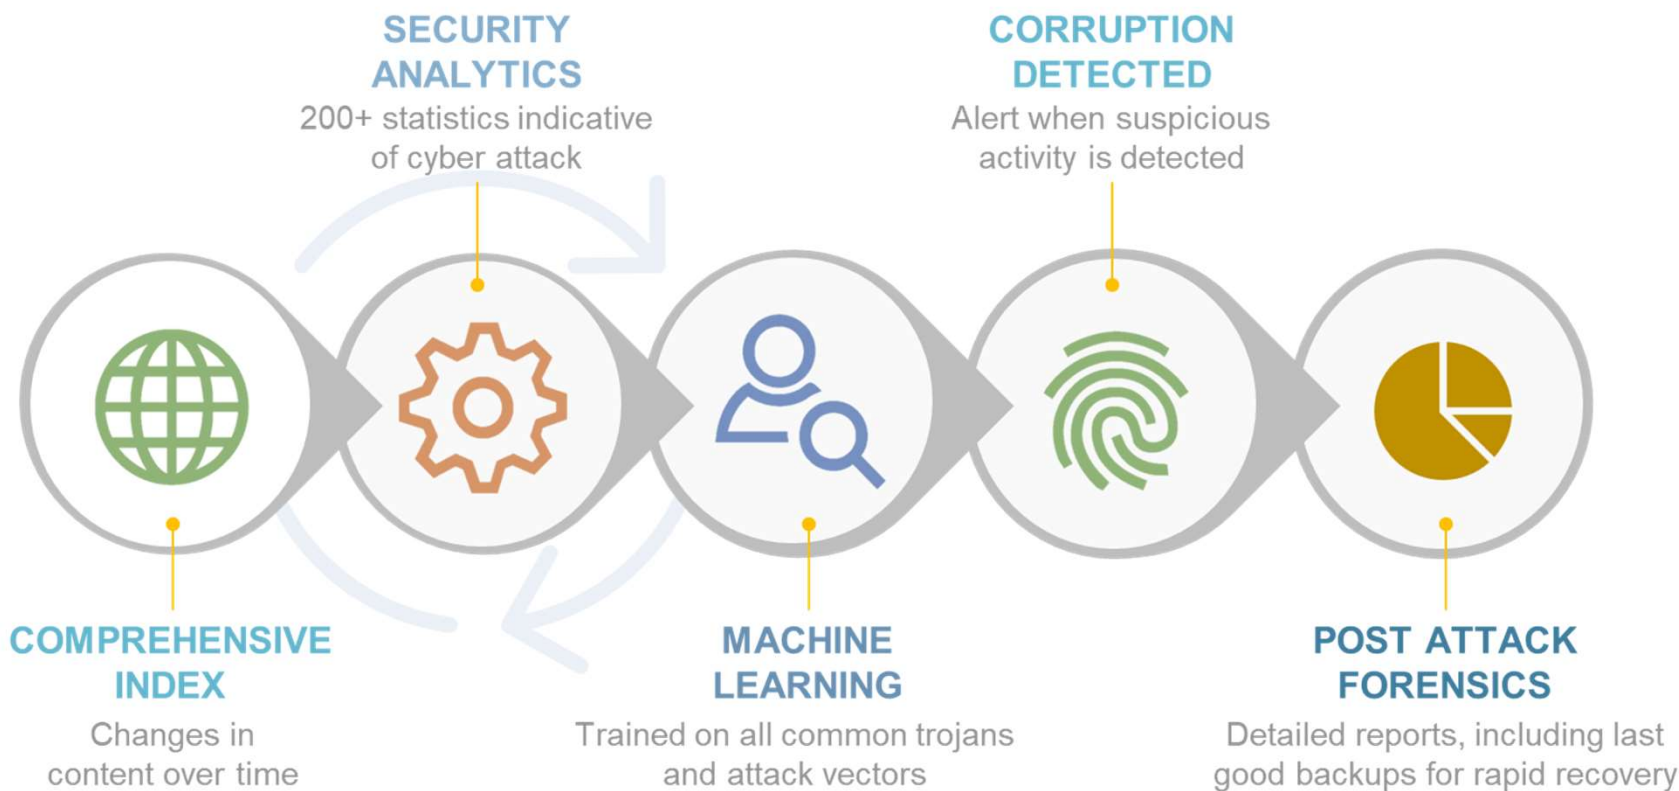 SECURITY
ANALYTICS
200+ statistics indicative
of cyber attack
CORRUPTION
DETECTED
Alert when suspicious
activity is detected
COMPREHENSIVE
INDEX
Changes in
content over time
MACHINE
LEARNING
Trained on all common trojans
and attack vectors
POST ATTACK
FORENSICS
Detailed reports, including last
good backups for rapid recovery